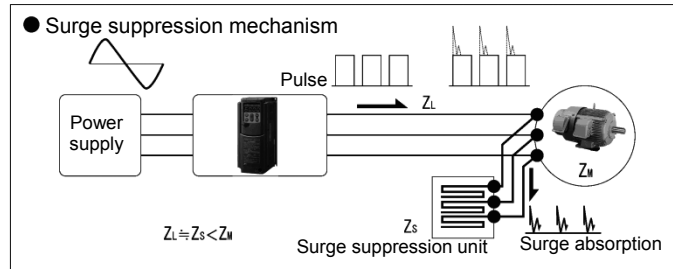 ● Surge suppression mechanism
Pulse
ZL
Power
supply
ZM
ZS
ZL≒ZS<ZM
Surge suppression unit
Surge absorption